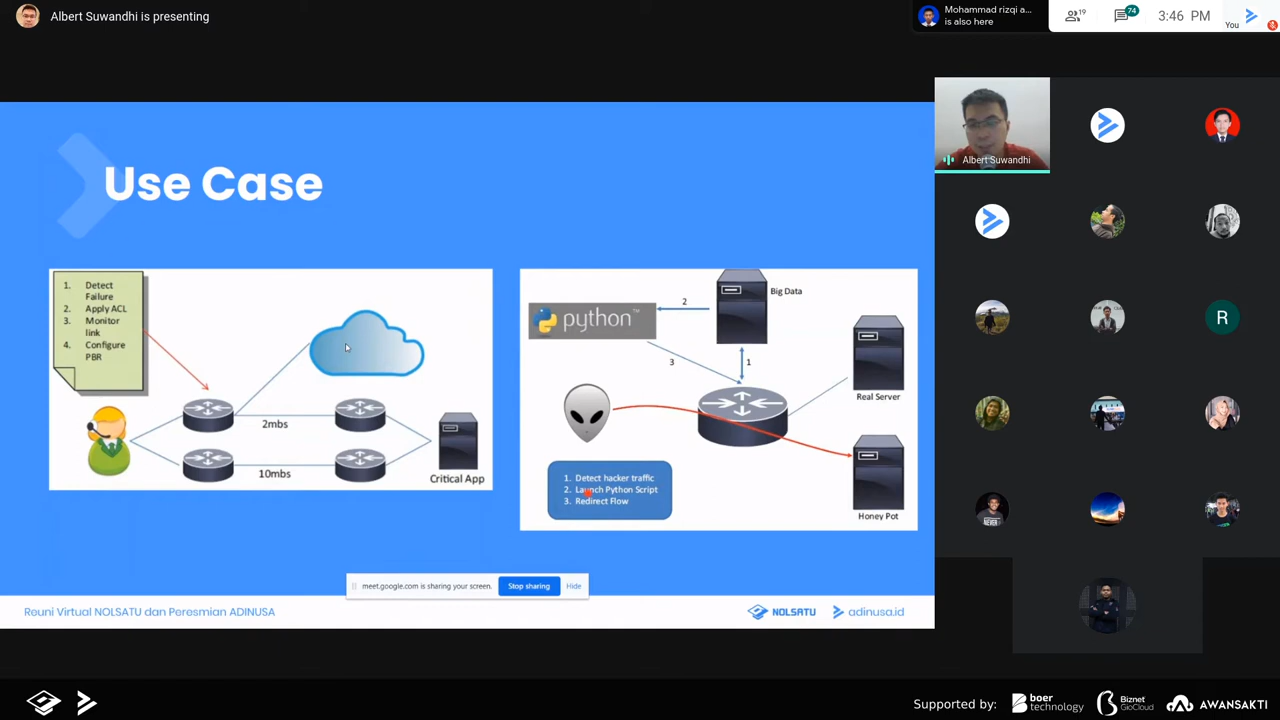 Albert Suwandhi is presenting
Mohammad rizqi a...
is also here
19
74
3:46 PM
You
Albert Suwandhi
R
Use Case
1. Detect
Failure
2. Apply ACL
3. Monitor
link
4. Configure
PBR
2mbs
10mbs
Critical App
python™
2
Big Data
1
3
Real Server
1. Detect hacker traffic
2. Launch Python Script
3. Redirect Flow
Honey Pot
meet.google.com is sharing your screen.
Stop sharing
Hide
Reuni Virtual NOLSATU dan Peresmian ADINUSA
NOLSATU
adinusa.id
Supported by:
boer
technology
Biznet
GioCloud
AWANSAKTI